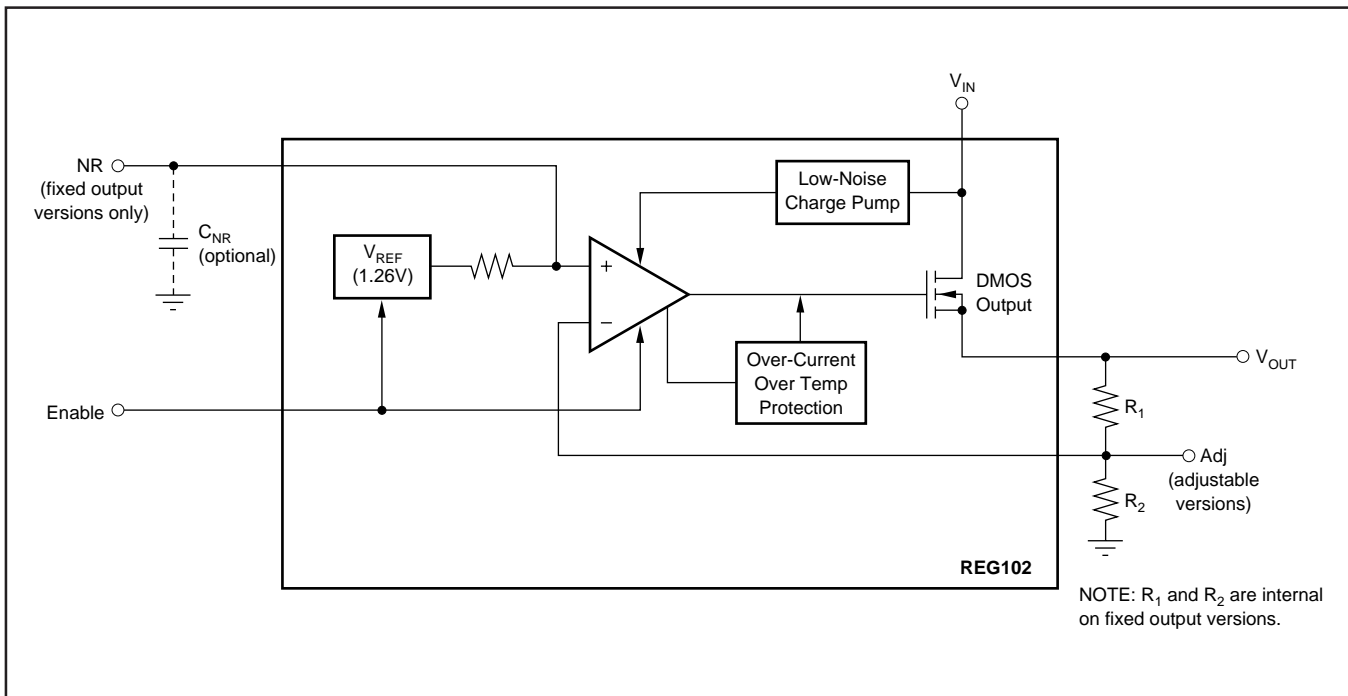 V_IN
NR
(fixed output
versions only)
C_NR
(optional)
Low-Noise
Charge Pump
V_REF
(1.26V)
+
−
DMOS
Output
Over-Current
Over Temp
Protection
V_OUT
R_1
Enable
Adj
(adjustable
versions)
R_2
REG102
NOTE: R_1 and R_2 are internal
on fixed output versions.